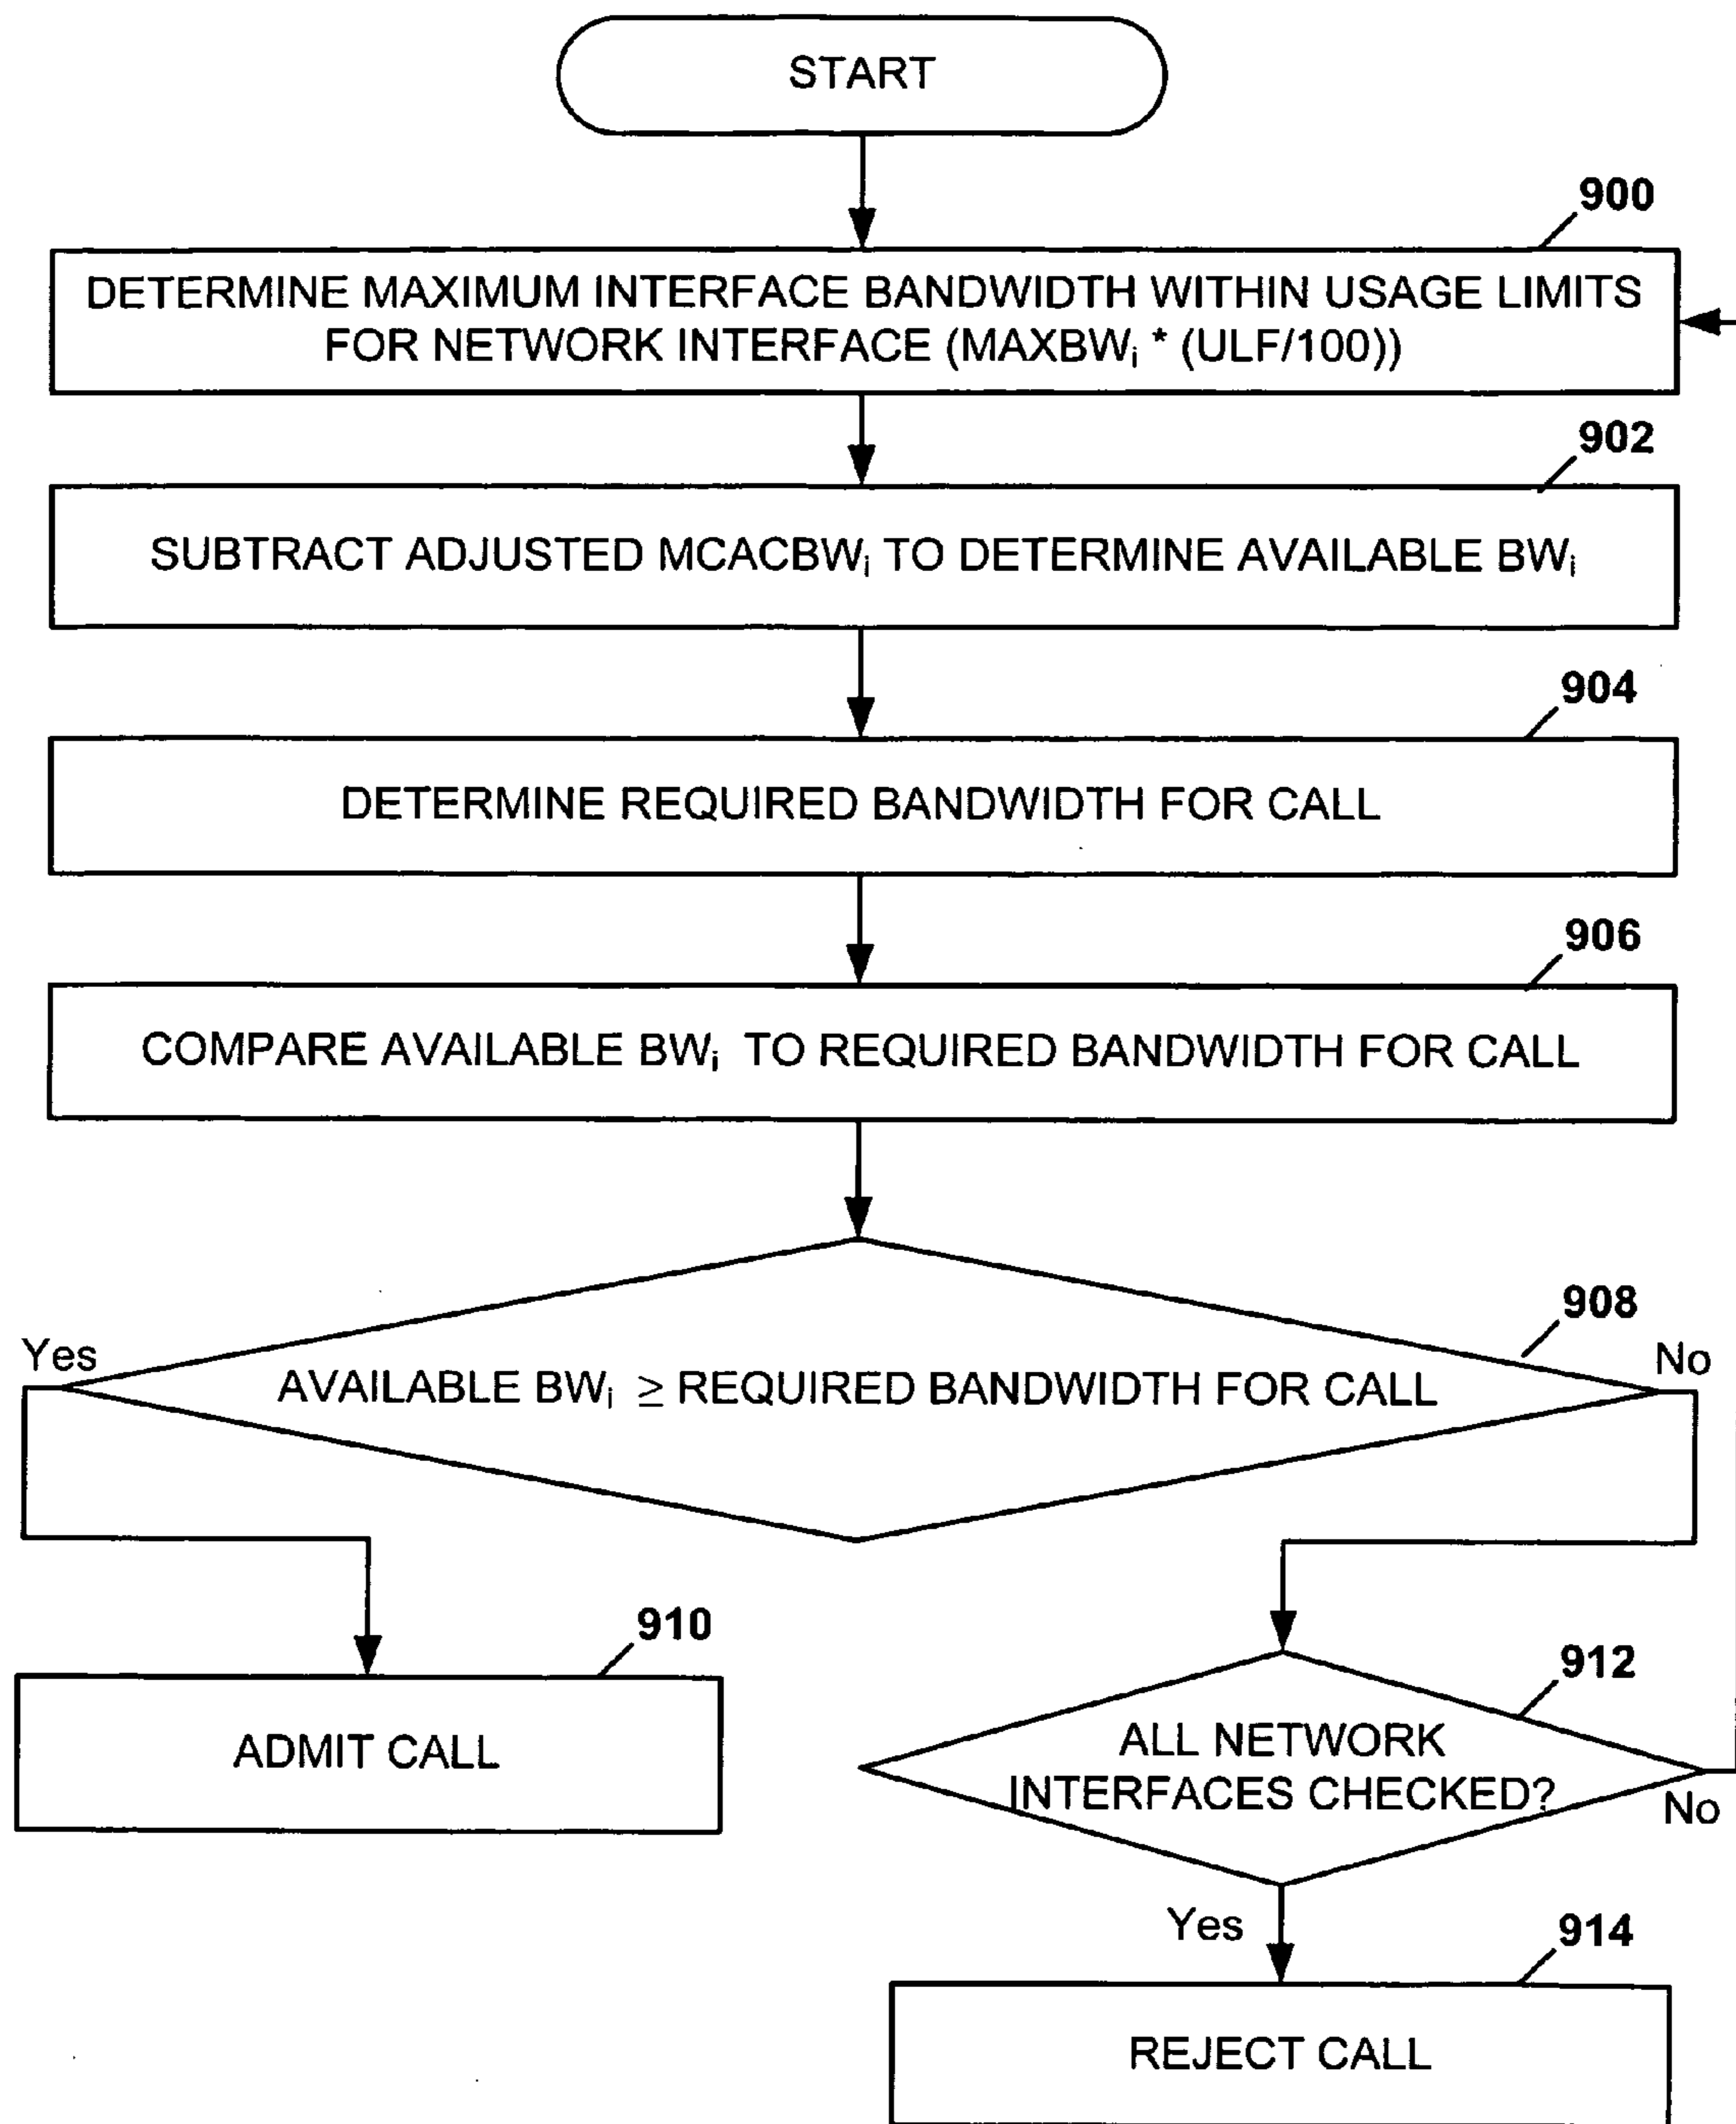 START
900
DETERMINE MAXIMUM INTERFACE BANDWIDTH WITHIN USAGE LIMITS
FOR NETWORK INTERFACE (MAXBWi * (ULF/100))
902
SUBTRACT ADJUSTED MCACBWi TO DETERMINE AVAILABLE BWi
904
DETERMINE REQUIRED BANDWIDTH FOR CALL
906
COMPARE AVAILABLE BWi TO REQUIRED BANDWIDTH FOR CALL
908
Yes
No
AVAILABLE BWi ≥ REQUIRED BANDWIDTH FOR CALL
910
ADMIT CALL
912
ALL NETWORK
INTERFACES CHECKED?
No
Yes
914
REJECT CALL